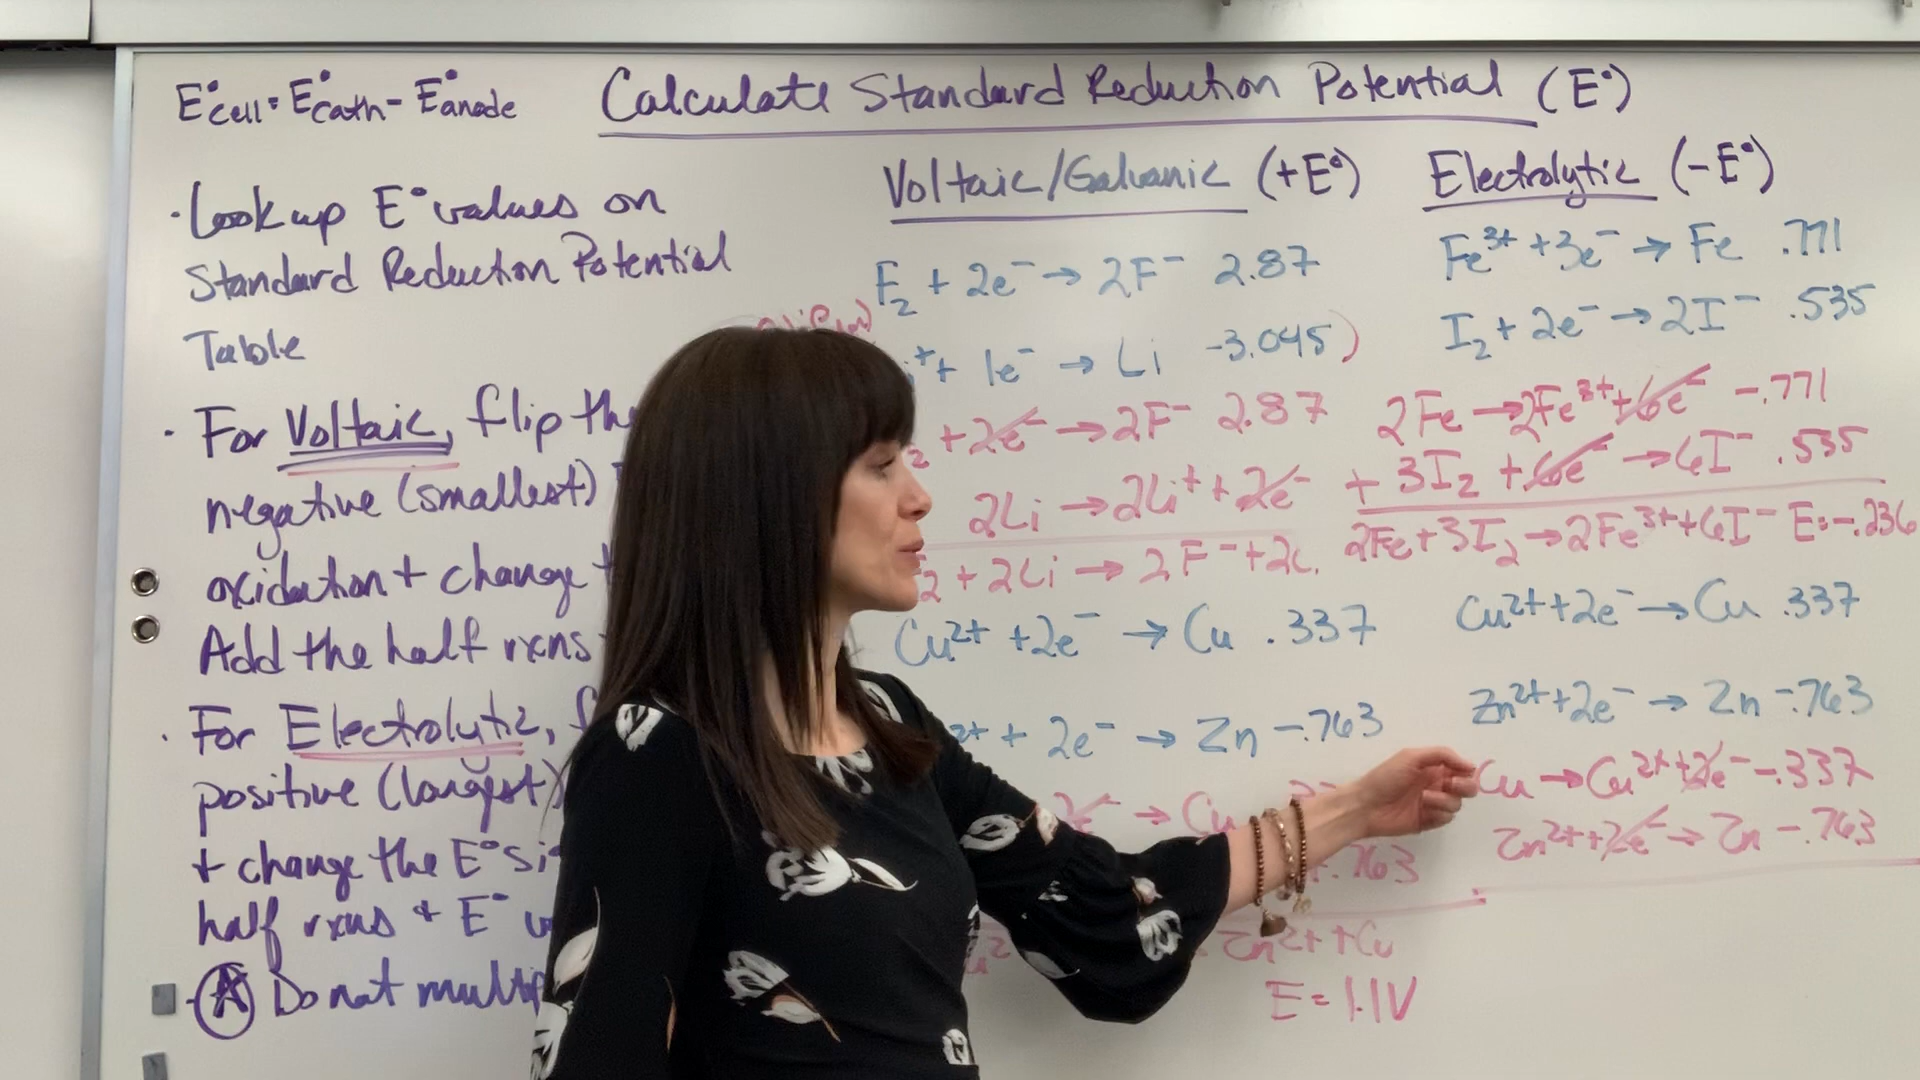 E°cell = E°cath - E°anode
Calculate Standard Reduction Potential (E°)
• Look up E° values on
Standard Reduction Potential
Table
• For Voltaic, flip the
negative (smallest)
oxidation + change
Add the half rxns
• For Electrolytic,
positive (largest)
+ change the E°
half rxns + E°
Do not
Voltaic/Galvanic (+E°)
F₂ + 2e⁻ → 2F⁻ 2.87
⁺ + 1e⁻ → Li -3.045)
₂ + 2e⁻ → 2F⁻ 2.87
2Li → 2Li⁺ + 2e⁻
₂ + 2Li → 2F⁻ + 2L
Cu²⁺ + 2e⁻ → Cu .337
²⁺ + 2e⁻ → Zn -.763
2e⁻ → Cu
+.763
Zn²⁺ + Cu
E = 1.1V
Electrolytic (-E°)
Fe³⁺ + 3e⁻ → Fe .771
I₂ + 2e⁻ → 2I⁻ .535
2Fe → 2Fe³⁺ + 6e⁻ -.771
+ 3I₂ + 6e⁻ → 6I⁻ .535
2Fe + 3I₂ → 2Fe³⁺ + 6I⁻ E = -.236
Cu²⁺ + 2e⁻ → Cu .337
Zn²⁺ + 2e⁻ → Zn -.763
Cu → Cu²⁺ + 2e⁻ -.337
Zn²⁺ + 2e⁻ → Zn -.763